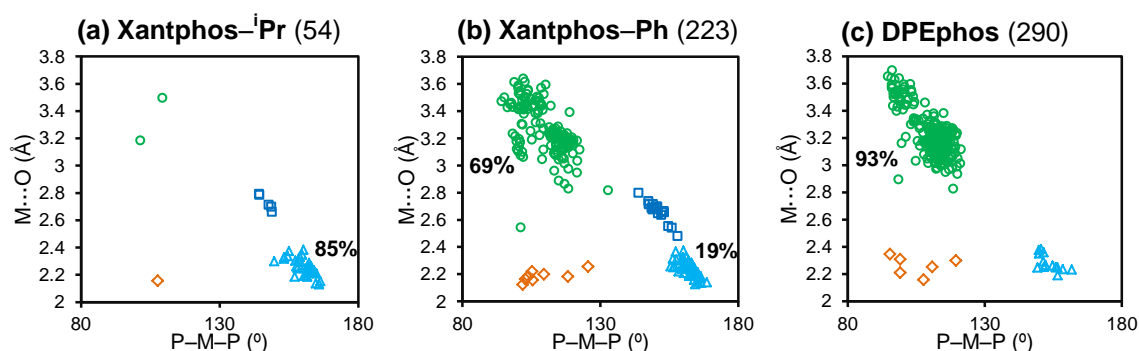 (a) Xantphos–ⁱPr (54)
3.8
3.6
3.4
3.2
3
2.8
2.6
2.4
2.2
2
M···O (Å)
85%
80 130 180
P–M–P (º)
(b) Xantphos–Ph (223)
3.8
3.6
3.4
3.2
3
2.8
2.6
2.4
2.2
2
M···O (Å)
69%
19%
80 130 180
P–M–P (º)
(c) DPEphos (290)
3.8
3.6
3.4
3.2
3
2.8
2.6
2.4
2.2
2
M···O (Å)
93%
80 130 180
P–M–P (º)